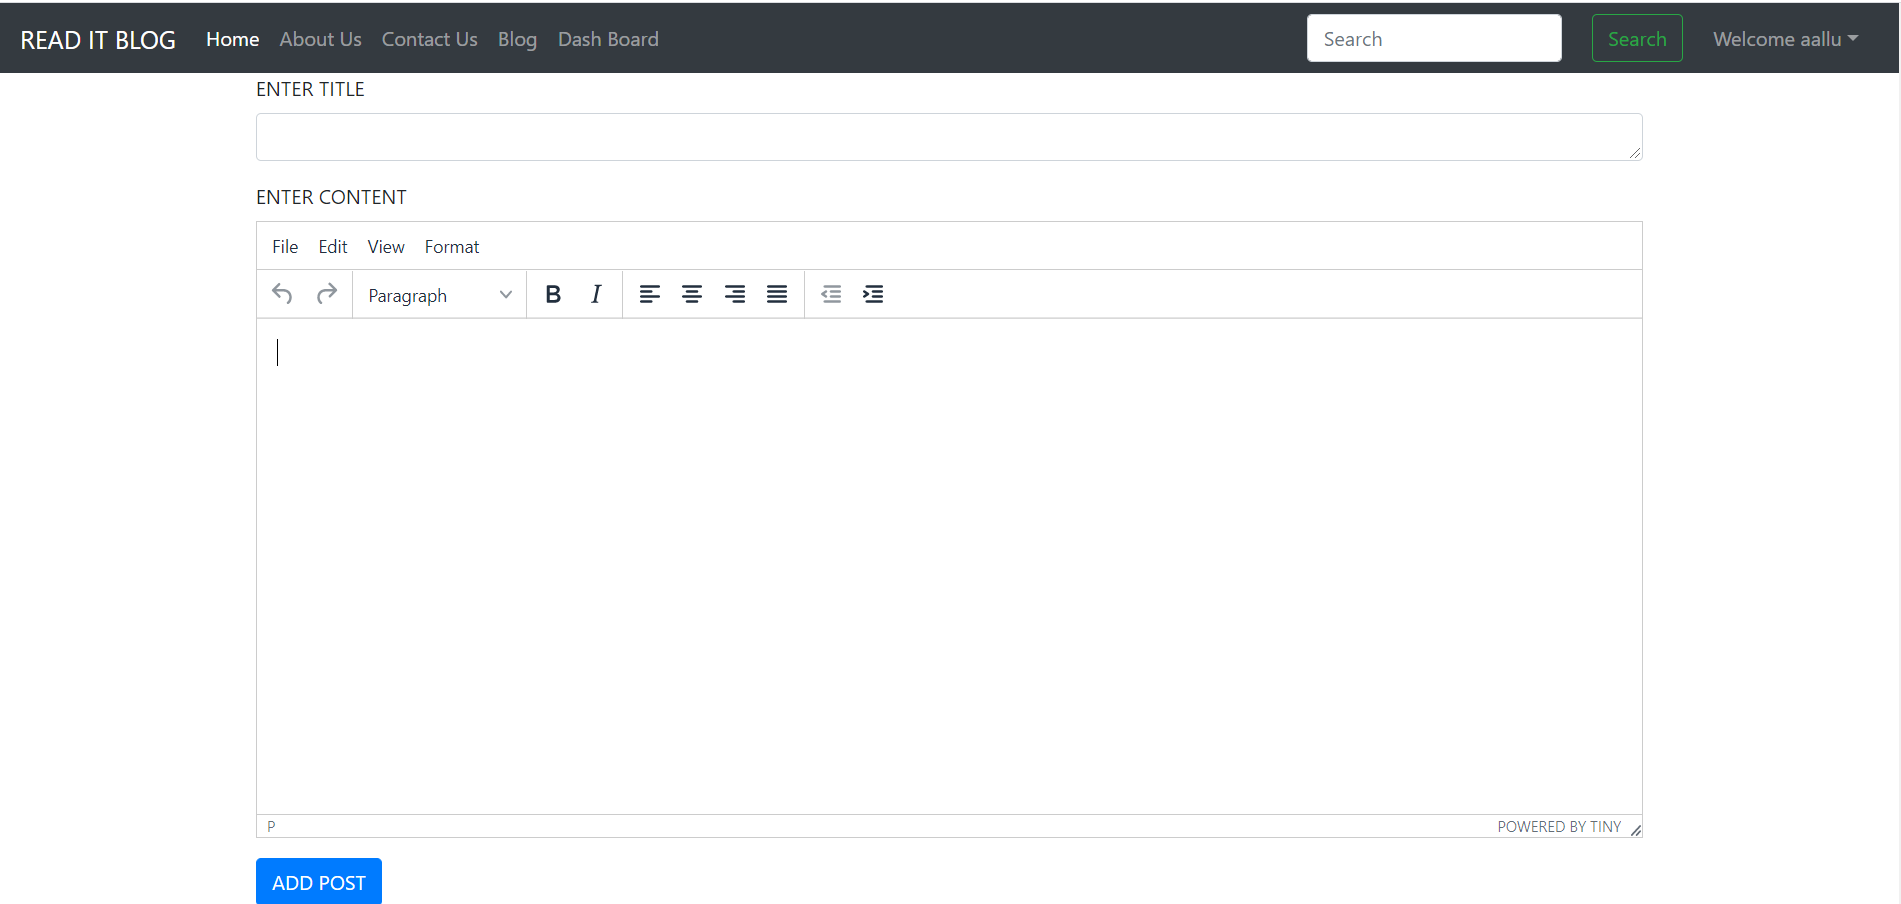 READ IT BLOG Home About Us Contact Us Blog Dash Board Search Search Welcome aallu
ENTER TITLE
ENTER CONTENT
File Edit View Format
Paragraph B I
P POWERED BY TINY
ADD POST